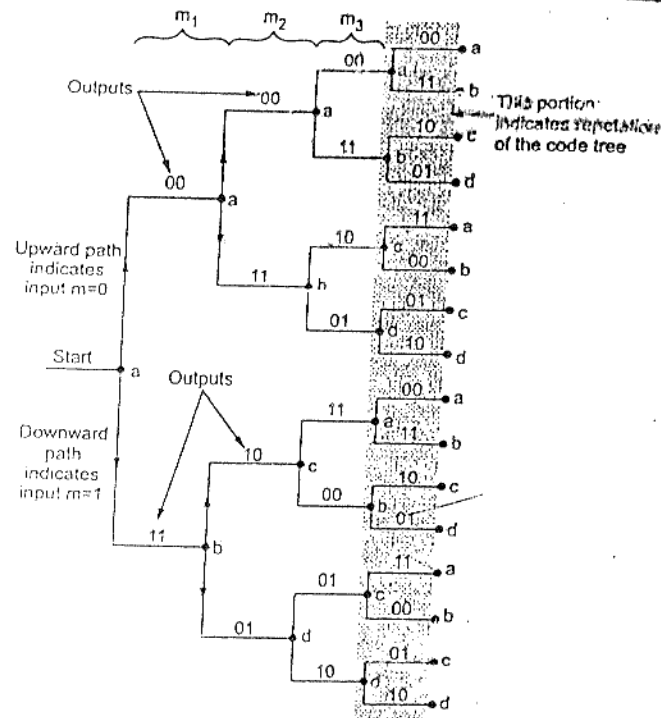 m₁ m₂ m₃
00 a
00 a
11 b
Outputs
00 a
This portion
indicates repetation
of the code tree
10 c
11 b
01 d
00 a
11 a
10 c
Upward path
indicates
input m=0
00 b
11 b
01 c
01 d
10 d
Start a
Outputs
00 a
11 a
11 b
Downward
path
indicates
input m=1
10 c
10 c
00 b
01 d
11 b
11 a
01 c
00 b
01 d
01 c
10 d
10 d